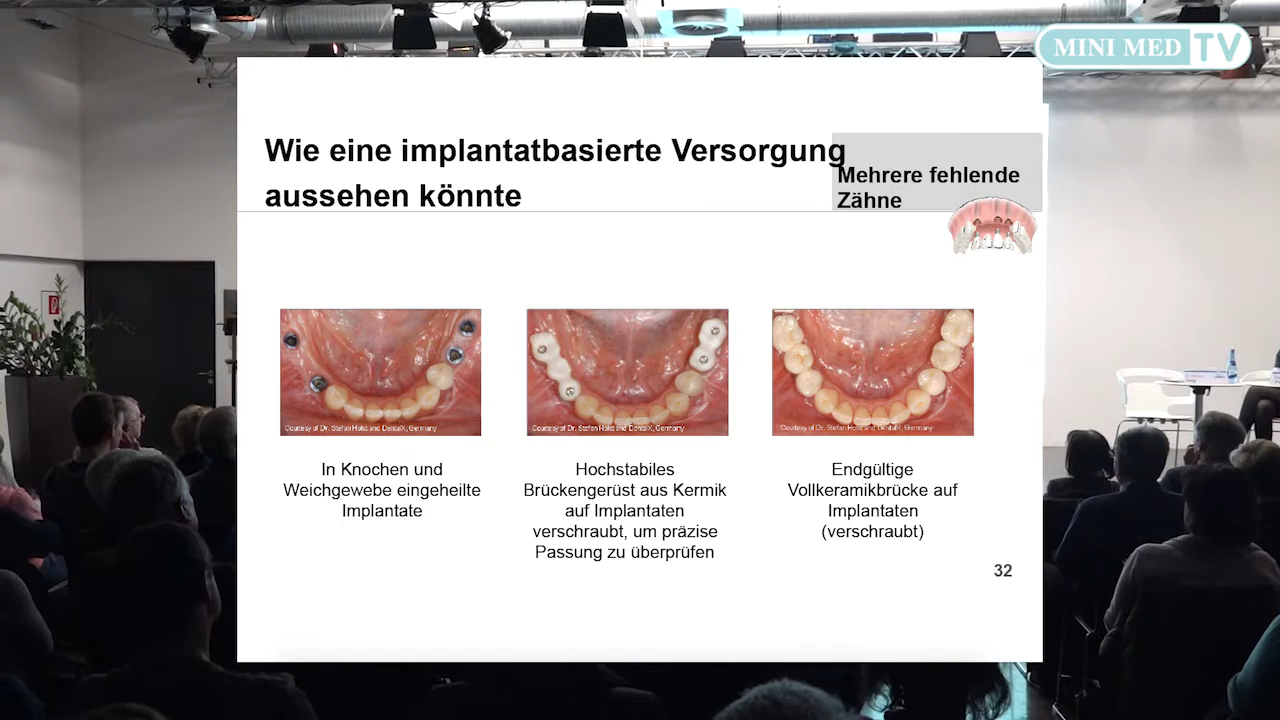 MINI MED TV
Wie eine implantatbasierte Versorgung
aussehen könnte
Mehrere fehlende
Zähne
Courtesy of Dr. Stefan Holst and DentalX, Germany
Courtesy of Dr. Stefan Holst and DentalX, Germany
Courtesy of Dr. Stefan Holst and DentalX, Germany
In Knochen und
Weichgewebe eingeheilte
Implantate
Hochstabiles
Brückengerüst aus Kermik
auf Implantaten
verschraubt, um präzise
Passung zu überprüfen
Endgültige
Vollkeramikbrücke auf
Implantaten
(verschraubt)
32